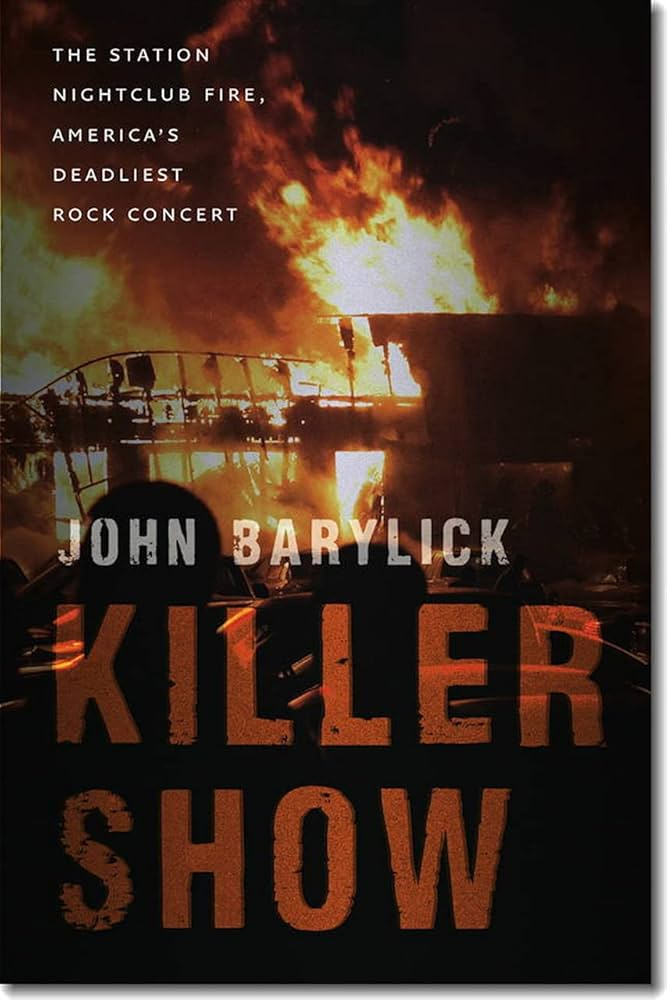 THE STATION
NIGHTCLUB FIRE,
AMERICA'S
DEADLIEST
ROCK CONCERT
JOHN BARYLICK
KILLER
SHOW